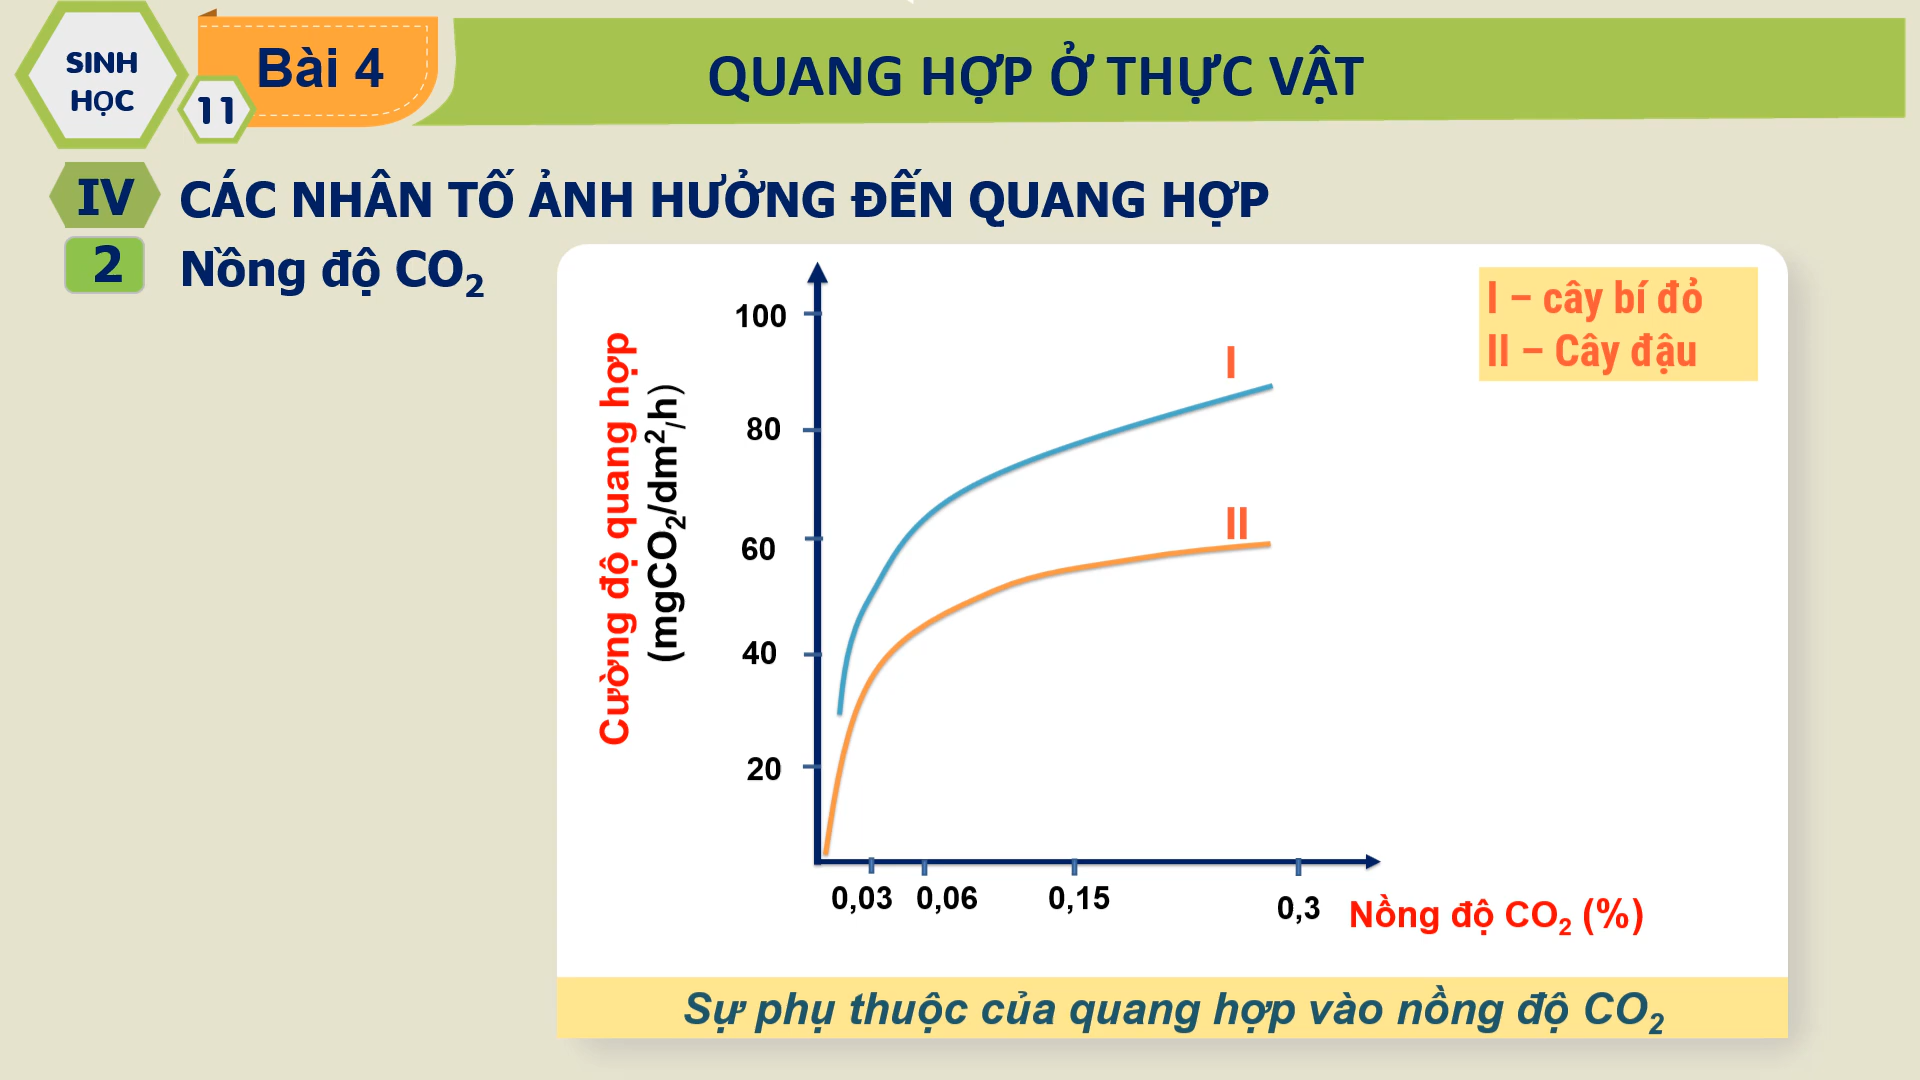 SINH
HỌC
11
Bài 4
QUANG HỢP Ở THỰC VẬT
IV
CÁC NHÂN TỐ ẢNH HƯỞNG ĐẾN QUANG HỢP
2
Nồng độ CO₂
I – cây bí đỏ
II – Cây đậu
Cường độ quang hợp
(mgCO₂/dm²/h)
100
80
60
40
20
I
II
0,03
0,06
0,15
0,3
Nồng độ CO₂ (%)
Sự phụ thuộc của quang hợp vào nồng độ CO₂